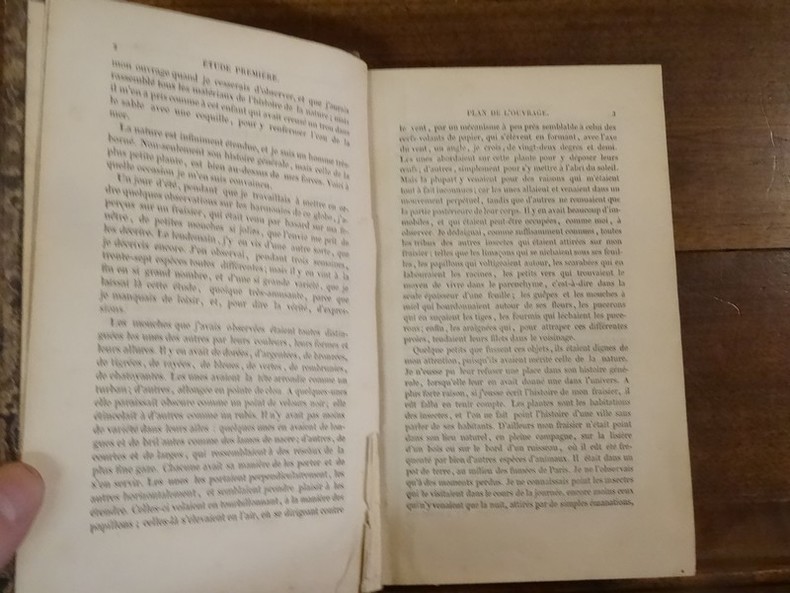 2
ÉTUDE PREMIÈRE
mon ouvrage quand je cesserais d'observer, et que j'aurais
rassemblé tous les matériaux de l'histoire de la nature; mais
il m'en a pris comme à cet enfant qui avait creusé un trou dans
le sable avec une coquille, pour y renfermer l'eau de la
mer.
La nature est infiniment étendue, et je suis un homme très-
borné. Non-seulement son histoire générale, mais celle de la
plus petite plante, est bien au-dessus de mes forces. Voici à
quelle occasion je m'en suis convaincu.
Un jour d'été, pendant que je travaillais à mettre en or-
dre quelques observations sur les harmonies de ce globe, j'a-
perçus sur un fraisier, qui était venu par hasard sur ma fe-
nêtre, de petites mouches si jolies, que l'envie me prit de
les décrire. Le lendemain, j'y en vis d'une autre sorte, que
je décrivis encore. J'en observai, pendant trois semaines,
trente-sept espèces toutes différentes; mais il y en vint à la
fin en si grand nombre, et d'une si grande variété, que je
laissai là cette étude, quoique très-amusante, parce que
je manquais de loisir, et, pour dire la vérité, d'expres-
sions.
Les mouches que j'avais observées étaient toutes distin-
guées les unes des autres par leurs couleurs, leurs formes et
leurs allures. Il y en avait de dorées, d'argentées, de bronzées,
de tigrées, de rayées, de bleues, de vertes, de rembrunies,
de chatoyantes. Les unes avaient la tête arrondie comme un
turban; d'autres, allongée en pointe de clou. A quelques-unes
elle paraissait obscure comme un point de velours noir; elle
étincelait à d'autres comme un rubis. Il n'y avait pas moins
de variété dans leurs ailes : quelques-unes en avaient de lon-
gues et de brillantes comme des lames de nacre; d'autres, de
courtes et de larges, qui ressemblaient à des réseaux de la
plus fine gaze. Chacune avait sa manière de les porter et de
s'en servir. Les unes les portaient perpendiculairement, les
autres horizontalement, et semblaient prendre plaisir à les
étendre. Celles-ci volaient en tourbillonnant, à la manière des
papillons; celles-là s'élevaient en l'air, en se dirigeant contre
PLAN DE L'OUVRAGE.
3
le vent, par un mécanisme à peu près semblable à celui des
cerfs-volants de papier, qui s'élèvent en formant, avec l'axe
du vent, un angle, je crois, de vingt-deux degrés et demi.
Les unes abordaient sur cette plante pour y déposer leurs
œufs; d'autres, simplement pour s'y mettre à l'abri du soleil.
Mais la plupart y venaient pour des raisons qui m'étaient
tout à fait inconnues; car les unes allaient et venaient dans un
mouvement perpétuel, tandis que d'autres ne remuaient que
la partie postérieure de leur corps. Il y en avait beaucoup d'im-
mobiles, et qui étaient peut-être occupées, comme moi, à
observer. Je dédaignai, comme suffisamment connues, toutes
les tribus des autres insectes qui étaient attirées sur mon
fraisier; telles que les limaçons qui se nichaient sous ses feuil-
les, les papillons qui voltigeaient autour, les scarabées qui en
labouraient les racines, les petits vers qui trouvaient le
moyen de vivre dans le parenchyme, c'est-à-dire dans la
seule épaisseur d'une feuille; les guêpes et les mouches à
miel qui bourdonnaient autour de ses fleurs, les pucerons
qui en suçaient les tiges, les fourmis qui léchaient les puce-
rons; enfin, les araignées qui, pour attraper ces différentes
proies, tendaient leurs filets dans le voisinage.
Quelque petits que fussent ces objets, ils étaient dignes de
mon attention, puisqu'ils avaient mérité celle de la nature.
Je n'eusse pu leur refuser une place dans son histoire géné-
rale, lorsqu'elle leur en avait donné une dans l'univers. A
plus forte raison, si j'eusse écrit l'histoire de mon fraisier, il
eût fallu en tenir compte. Les plantes sont les habitations
des insectes, et l'on ne fait point l'histoire d'une ville sans
parler de ses habitants. D'ailleurs mon fraisier n'était point
dans son lieu naturel, en pleine campagne, sur la lisière
d'un bois ou sur le bord d'un ruisseau, où il eût été fré-
quenté par bien d'autres espèces d'animaux. Il était dans un
pot de terre, au milieu des fumées de Paris. Je ne l'observais
qu'à des moments perdus. Je ne connaissais point les insectes
qui le visitaient dans le cours de la journée, encore moins ceux
qui n'y venaient que la nuit, attirés par de simples émanations,